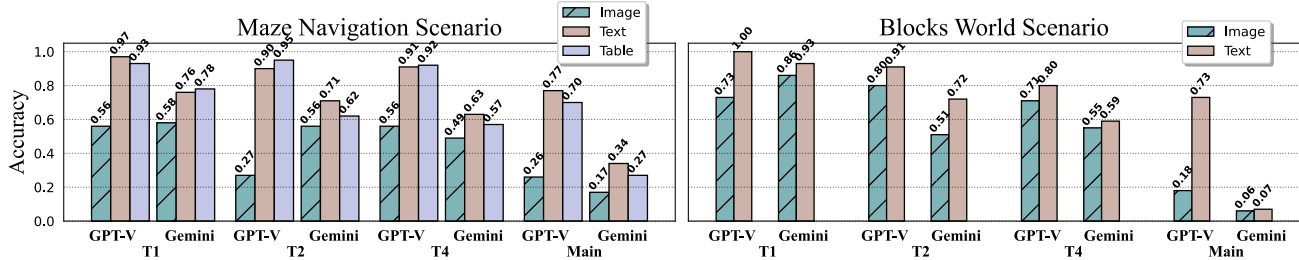 Maze Navigation Scenario
Image
Text
Table
Accuracy
1.0
0.8
0.6
0.4
0.2
0.0
0.56 0.97 0.93 0.58 0.76 0.78 0.27 0.90 0.95 0.56 0.71 0.62 0.56 0.91 0.92 0.49 0.63 0.57 0.26 0.77 0.70 0.17 0.34 0.27
GPT-V Gemini GPT-V Gemini GPT-V Gemini GPT-V Gemini
T1 T2 T4 Main
Blocks World Scenario
Image
Text
0.73 1.00 0.86 0.93 0.80 0.91 0.51 0.72 0.71 0.80 0.55 0.59 0.18 0.73 0.06 0.07
GPT-V Gemini GPT-V Gemini GPT-V Gemini GPT-V Gemini
T1 T2 T4 Main